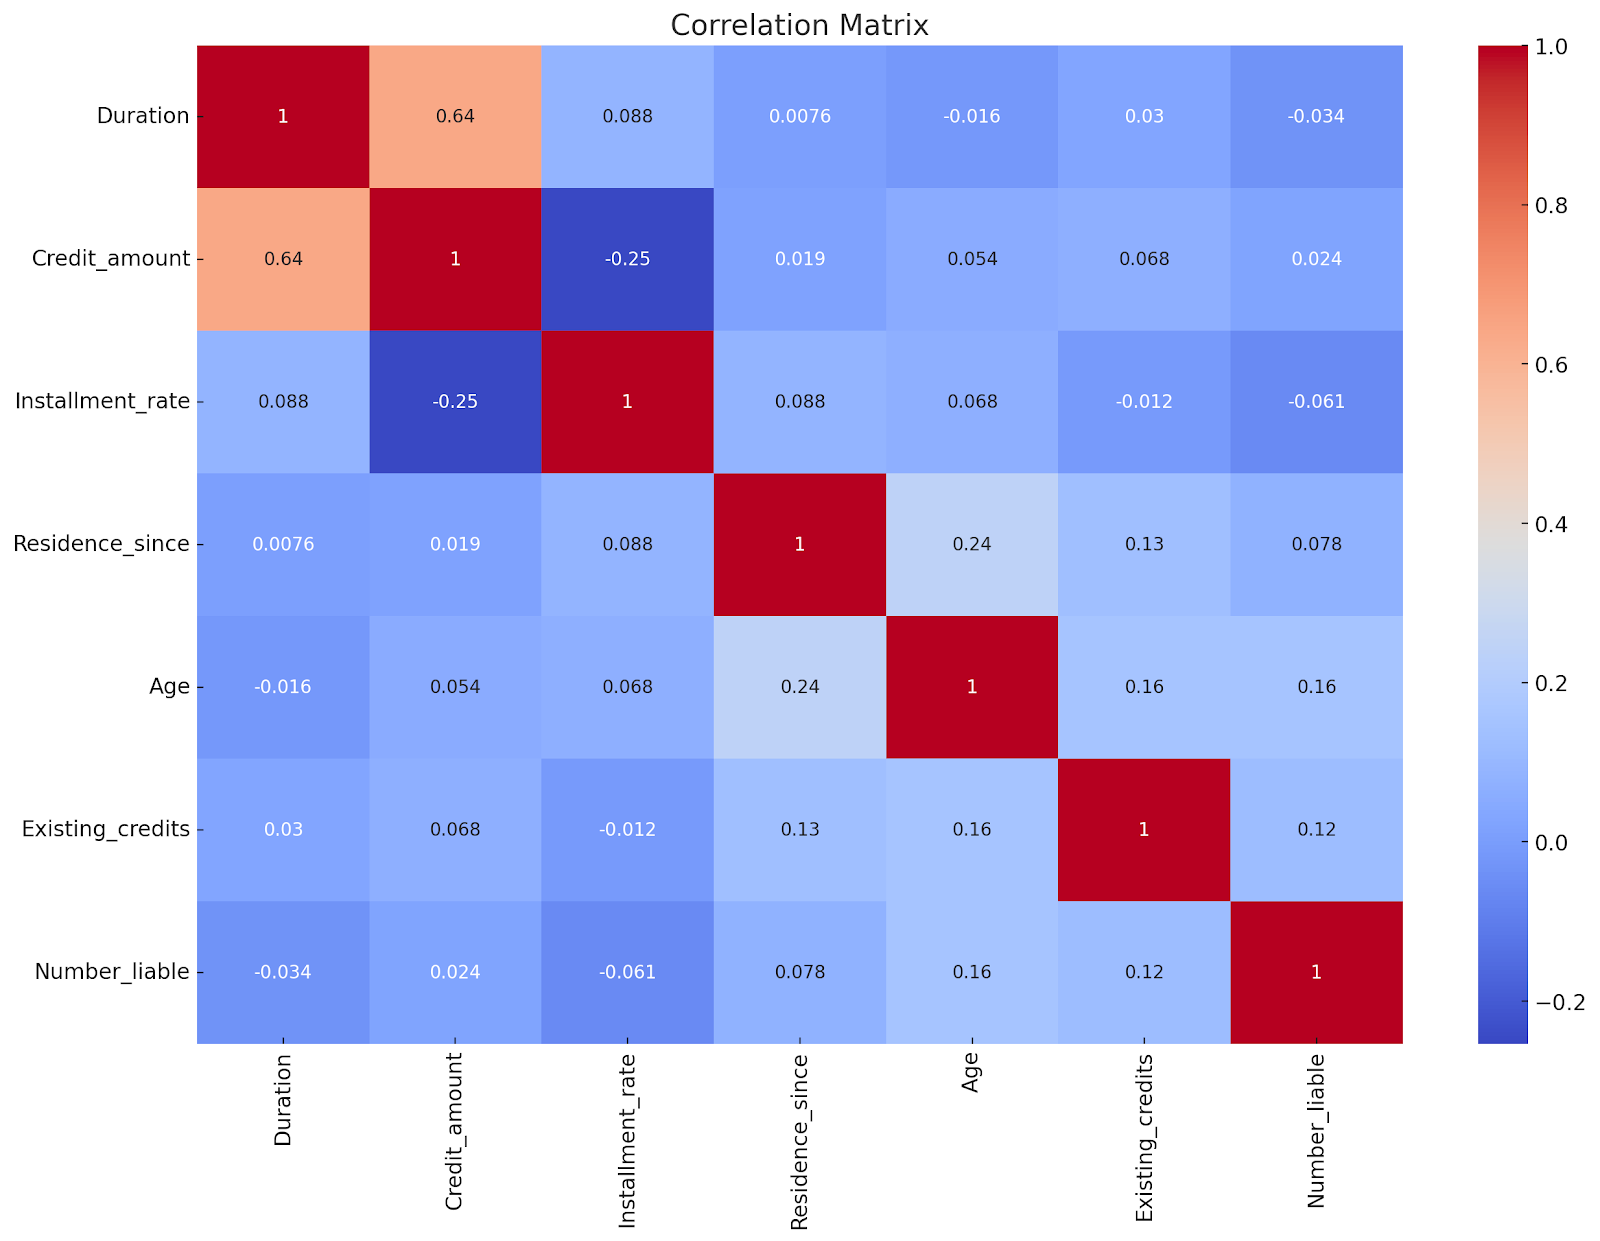 Correlation Matrix
Duration 1 0.64 0.088 0.0076 -0.016 0.03 -0.034
Credit_amount 0.64 1 -0.25 0.019 0.054 0.068 0.024
Installment_rate 0.088 -0.25 1 0.088 0.068 -0.012 -0.061
Residence_since 0.0076 0.019 0.088 1 0.24 0.13 0.078
Age -0.016 0.054 0.068 0.24 1 0.16 0.16
Existing_credits 0.03 0.068 -0.012 0.13 0.16 1 0.12
Number_liable -0.034 0.024 -0.061 0.078 0.16 0.12 1
Duration
Credit_amount
Installment_rate
Residence_since
Age
Existing_credits
Number_liable
1.0
0.8
0.6
0.4
0.2
0.0
−0.2